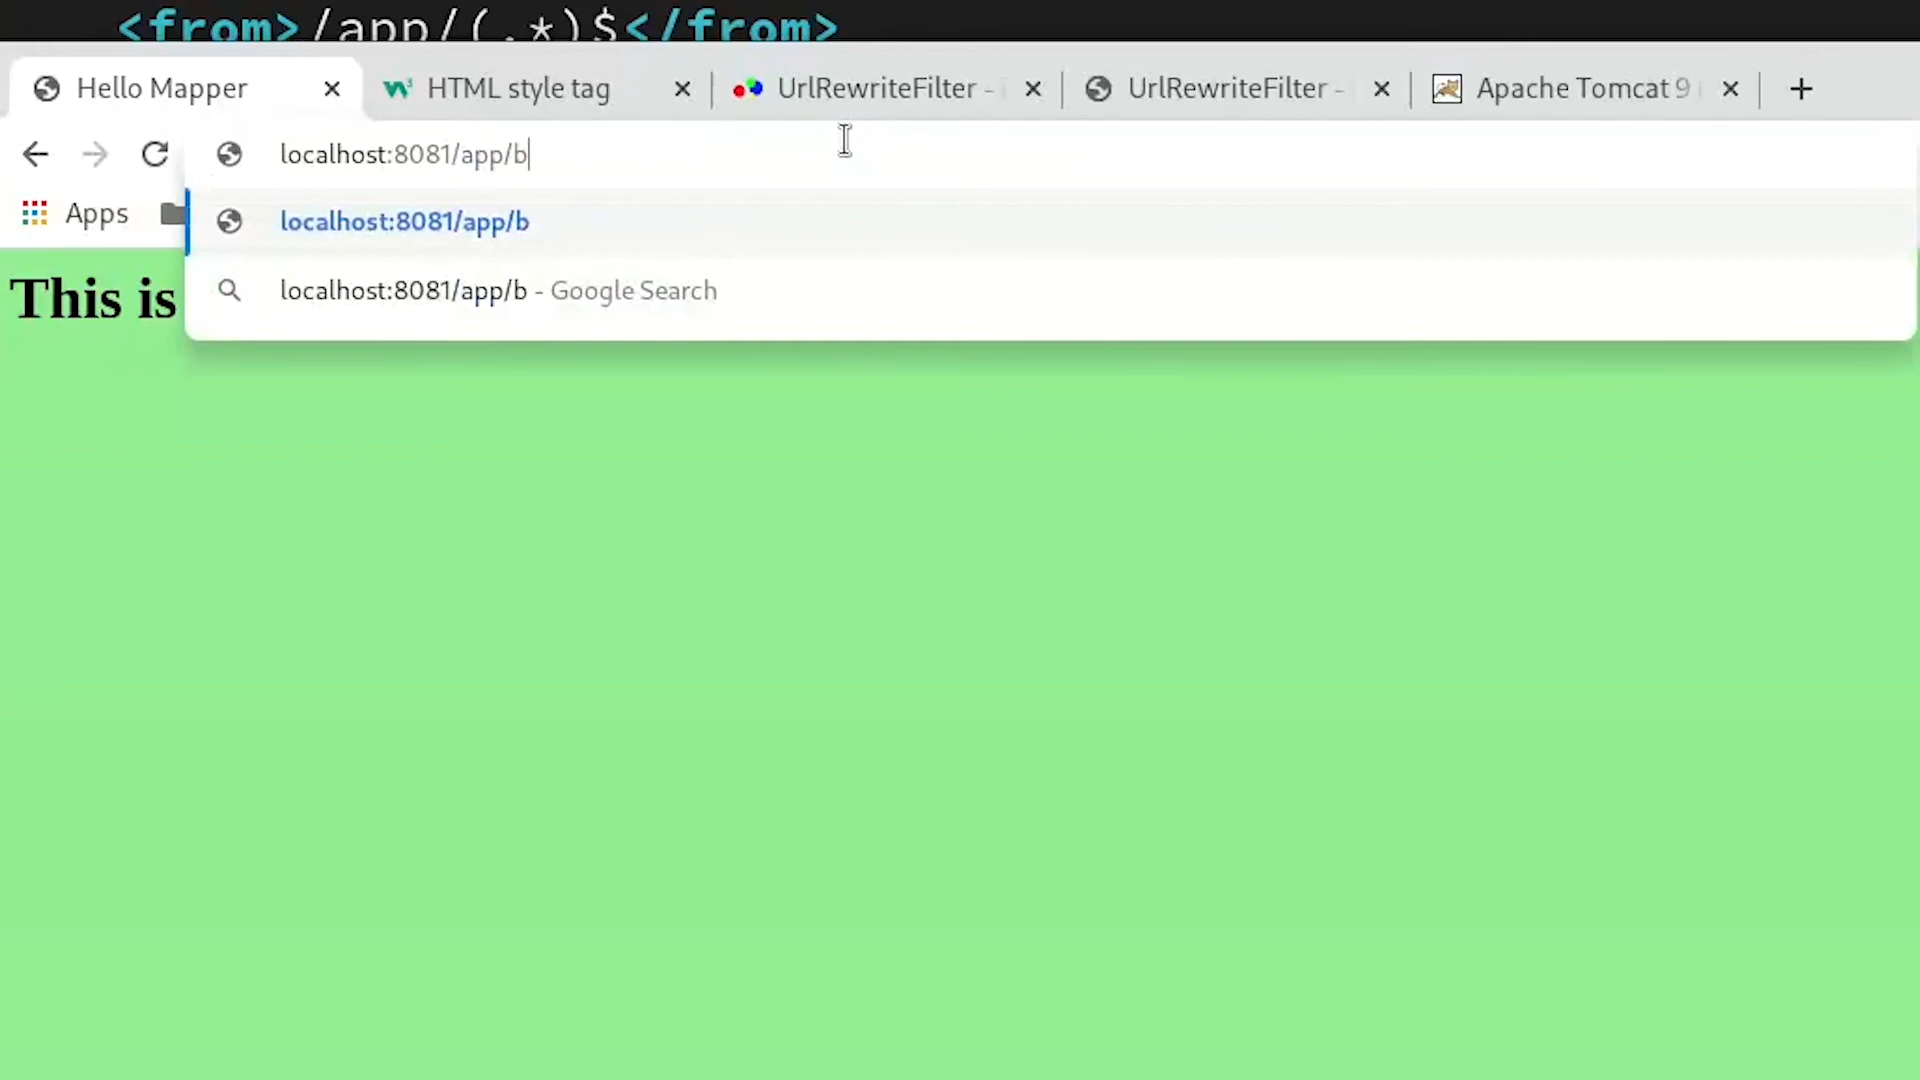 <from>/app/(.*)$</from>
Hello Mapper
HTML style tag
UrlRewriteFilter -
UrlRewriteFilter -
Apache Tomcat 9
localhost:8081/app/b
Apps
localhost:8081/app/b
localhost:8081/app/b - Google Search
This is